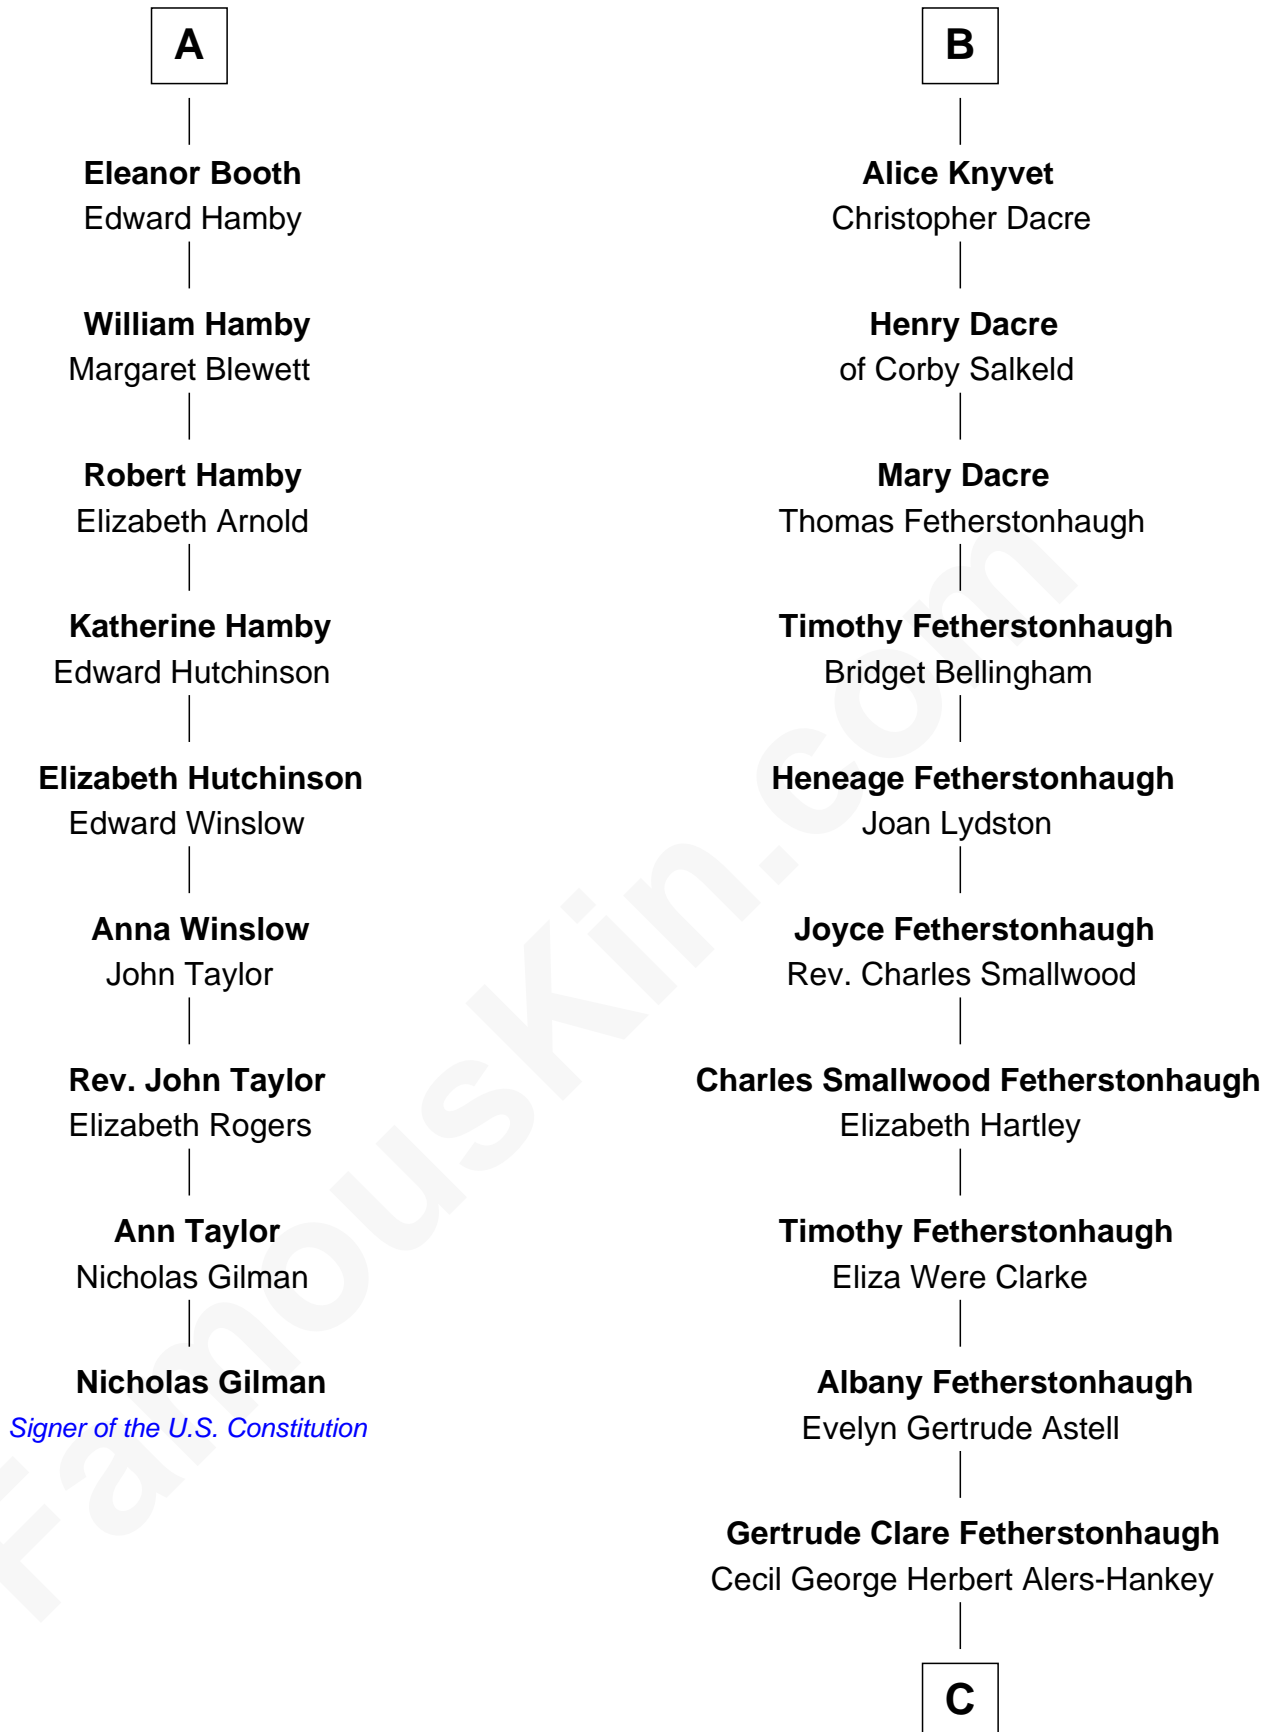 A
Eleanor Booth
Edward Hamby
William Hamby
Margaret Blewett
Robert Hamby
Elizabeth Arnold
Katherine Hamby
Edward Hutchinson
Elizabeth Hutchinson
Edward Winslow
Anna Winslow
John Taylor
Rev. John Taylor
Elizabeth Rogers
Ann Taylor
Nicholas Gilman
Nicholas Gilman
Signer of the U.S. Constitution
B
Alice Knyvet
Christopher Dacre
Henry Dacre
of Corby Salkeld
Mary Dacre
Thomas Fetherstonhaugh
Timothy Fetherstonhaugh
Bridget Bellingham
Heneage Fetherstonhaugh
Joan Lydston
Joyce Fetherstonhaugh
Rev. Charles Smallwood
Charles Smallwood Fetherstonhaugh
Elizabeth Hartley
Timothy Fetherstonhaugh
Eliza Were Clarke
Albany Fetherstonhaugh
Evelyn Gertrude Astell
Gertrude Clare Fetherstonhaugh
Cecil George Herbert Alers-Hankey
C
FamousKin.com